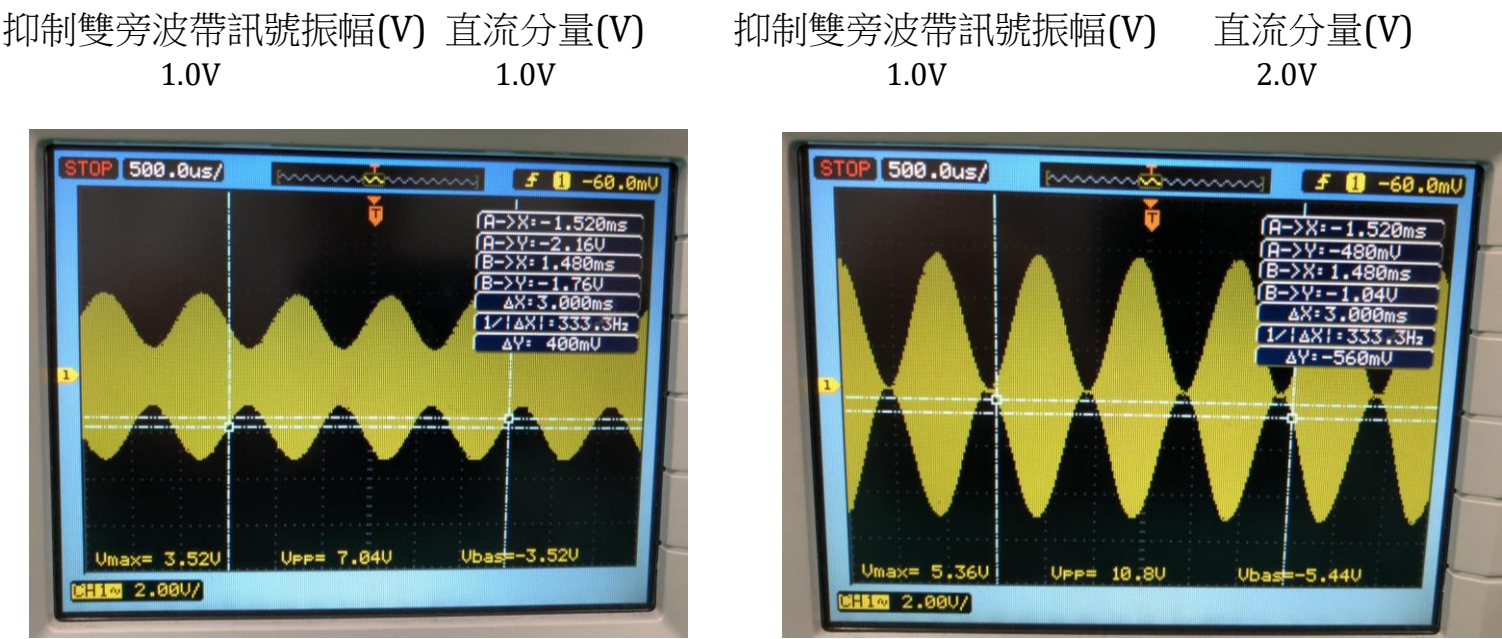 抑制雙旁波帶訊號振幅(V) 直流分量(V)
1.0V 1.0V
抑制雙旁波帶訊號振幅(V) 直流分量(V)
1.0V 2.0V
STOP 500.0us/ T f 1 -60.0mV
T
A->X:-1.520ms
A->Y:-2.16V
B->X: 1.480ms
B->Y:-1.76V
ΔX:3.000ms
1/|ΔX|:333.3Hz
ΔY: 400mV
1
Vmax= 3.52V VPP= 7.04V Vbas=-3.52V
CH1~ 2.00V/
STOP 500.0us/ T f 1 -60.0mV
T
A->X:-1.520ms
A->Y:-480mV
B->X: 1.480ms
B->Y:-1.04V
ΔX:3.000ms
1/|ΔX|:333.3Hz
ΔY:-560mV
1
Vmax= 5.36V VPP= 10.8V Vbas=-5.44V
CH1~ 2.00V/